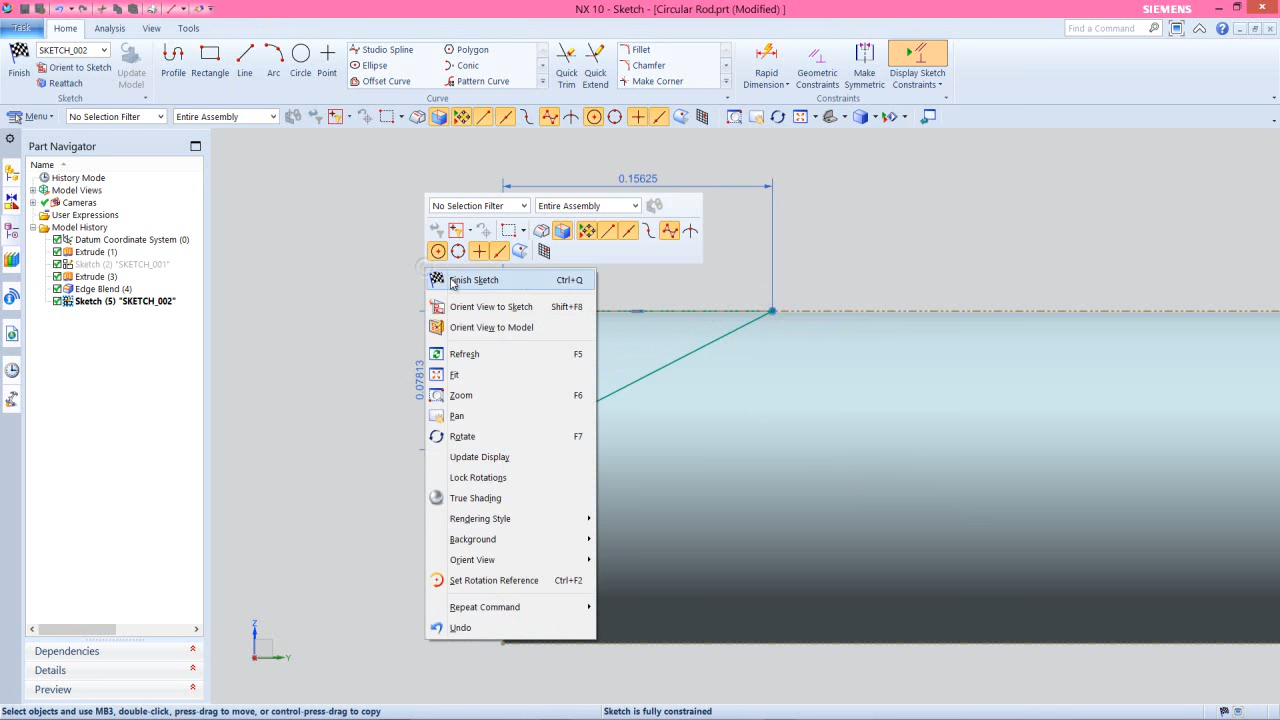 NX 10 - Sketch - [Circular Rod.prt (Modified) ]
SIEMENS
Task
Home
Analysis
View
Tools
Find a Command
Finish
SKETCH_002
Orient to Sketch
Reattach
Update Model
Sketch
Profile
Rectangle
Line
Arc
Circle
Point
Studio Spline
Ellipse
Offset Curve
Polygon
Conic
Pattern Curve
Quick Trim
Quick Extend
Fillet
Chamfer
Make Corner
Curve
Rapid Dimension
Geometric Constraints
Make Symmetric
Display Sketch Constraints
Constraints
Menu
No Selection Filter
Entire Assembly
Part Navigator
Name
History Mode
Model Views
Cameras
User Expressions
Model History
Datum Coordinate System (0)
Extrude (1)
Sketch (2) "SKETCH_001"
Extrude (3)
Edge Blend (4)
Sketch (5) "SKETCH_002"
Dependencies
Details
Preview
0.15625
No Selection Filter
Entire Assembly
Finish Sketch Ctrl+Q
Orient View to Sketch Shift+F8
Orient View to Model
Refresh F5
Fit
Zoom F6
Pan
Rotate F7
Update Display
Lock Rotations
True Shading
Rendering Style
Background
Orient View
Set Rotation Reference Ctrl+F2
Repeat Command
Undo
0.07813
Z
Y
Select objects and use MB3, double-click, press-drag to move, or control-press-drag to copy
Sketch is fully constrained